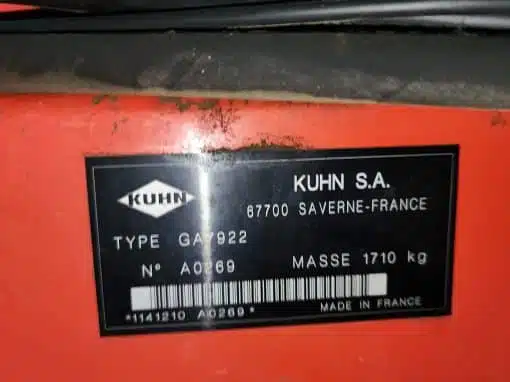 KUHN
KUHN S.A.
67700 SAVERNE-FRANCE
TYPE GA7922
N° A0269 MASSE 1710 kg
*1141210 A0269*
MADE IN FRANCE